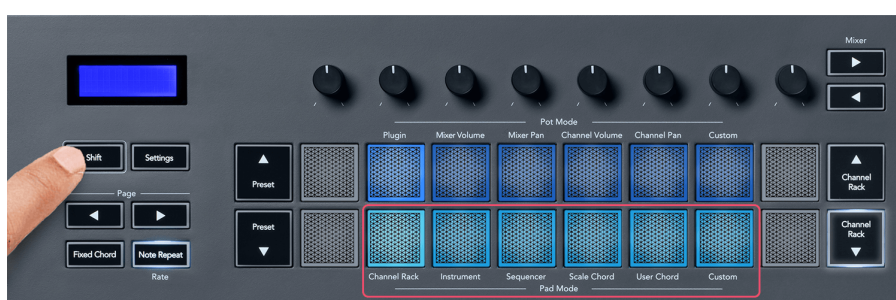 Mixer
Pot Mode
Plugin Mixer Volume Mixer Pan Channel Volume Channel Pan Custom
Shift Settings
Preset
Channel
Rack
Page
Preset
Channel
Rack
Fixed Chord Note Repeat
Rate
Channel Rack Instrument Sequencer Scale Chord User Chord Custom
Pad Mode